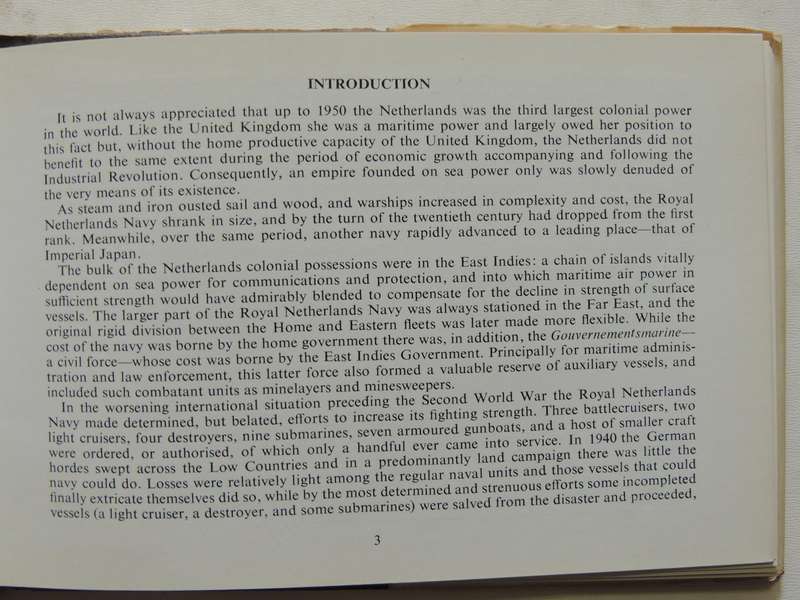 INTRODUCTION
It is not always appreciated that up to 1950 the Netherlands was the third largest colonial power
in the world. Like the United Kingdom she was a maritime power and largely owed her position to
this fact but, without the home productive capacity of the United Kingdom, the Netherlands did not
benefit to the same extent during the period of economic growth accompanying and following the
Industrial Revolution. Consequently, an empire founded on sea power only was slowly denuded of
the very means of its existence.
As steam and iron ousted sail and wood, and warships increased in complexity and cost, the Royal
Netherlands Navy shrank in size, and by the turn of the twentieth century had dropped from the first
rank. Meanwhile, over the same period, another navy rapidly advanced to a leading place—that of
Imperial Japan.
The bulk of the Netherlands colonial possessions were in the East Indies: a chain of islands vitally
dependent on sea power for communications and protection, and into which maritime air power in
sufficient strength would have admirably blended to compensate for the decline in strength of surface
vessels. The larger part of the Royal Netherlands Navy was always stationed in the Far East, and the
original rigid division between the Home and Eastern fleets was later made more flexible. While the
cost of the navy was borne by the home government there was, in addition, the Gouvernementsmarine—
a civil force—whose cost was borne by the East Indies Government. Principally for maritime adminis-
tration and law enforcement, this latter force also formed a valuable reserve of auxiliary vessels, and
included such combatant units as minelayers and minesweepers.
In the worsening international situation preceding the Second World War the Royal Netherlands
Navy made determined, but belated, efforts to increase its fighting strength. Three battlecruisers, two
light cruisers, four destroyers, nine submarines, seven armoured gunboats, and a host of smaller craft
were ordered, or authorised, of which only a handful ever came into service. In 1940 the German
hordes swept across the Low Countries and in a predominantly land campaign there was little the
navy could do. Losses were relatively light among the regular naval units and those vessels that could
finally extricate themselves did so, while by the most determined and strenuous efforts some incompleted
vessels (a light cruiser, a destroyer, and some submarines) were salved from the disaster and proceeded,
3